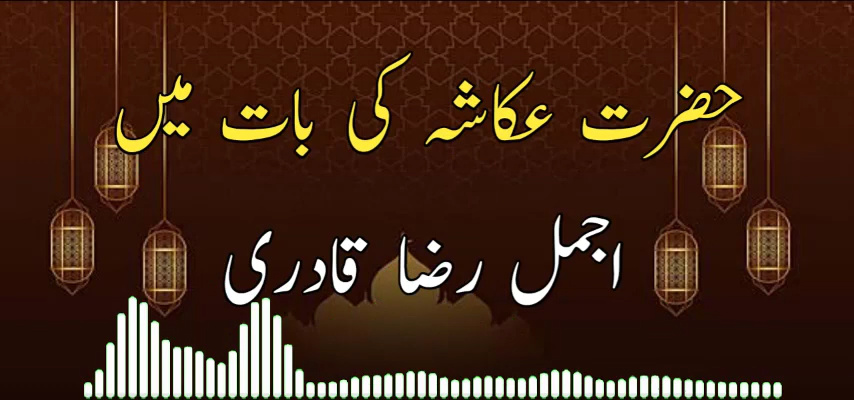 حضرت عکاشہ کی بات میں
اجمل رضا قادری